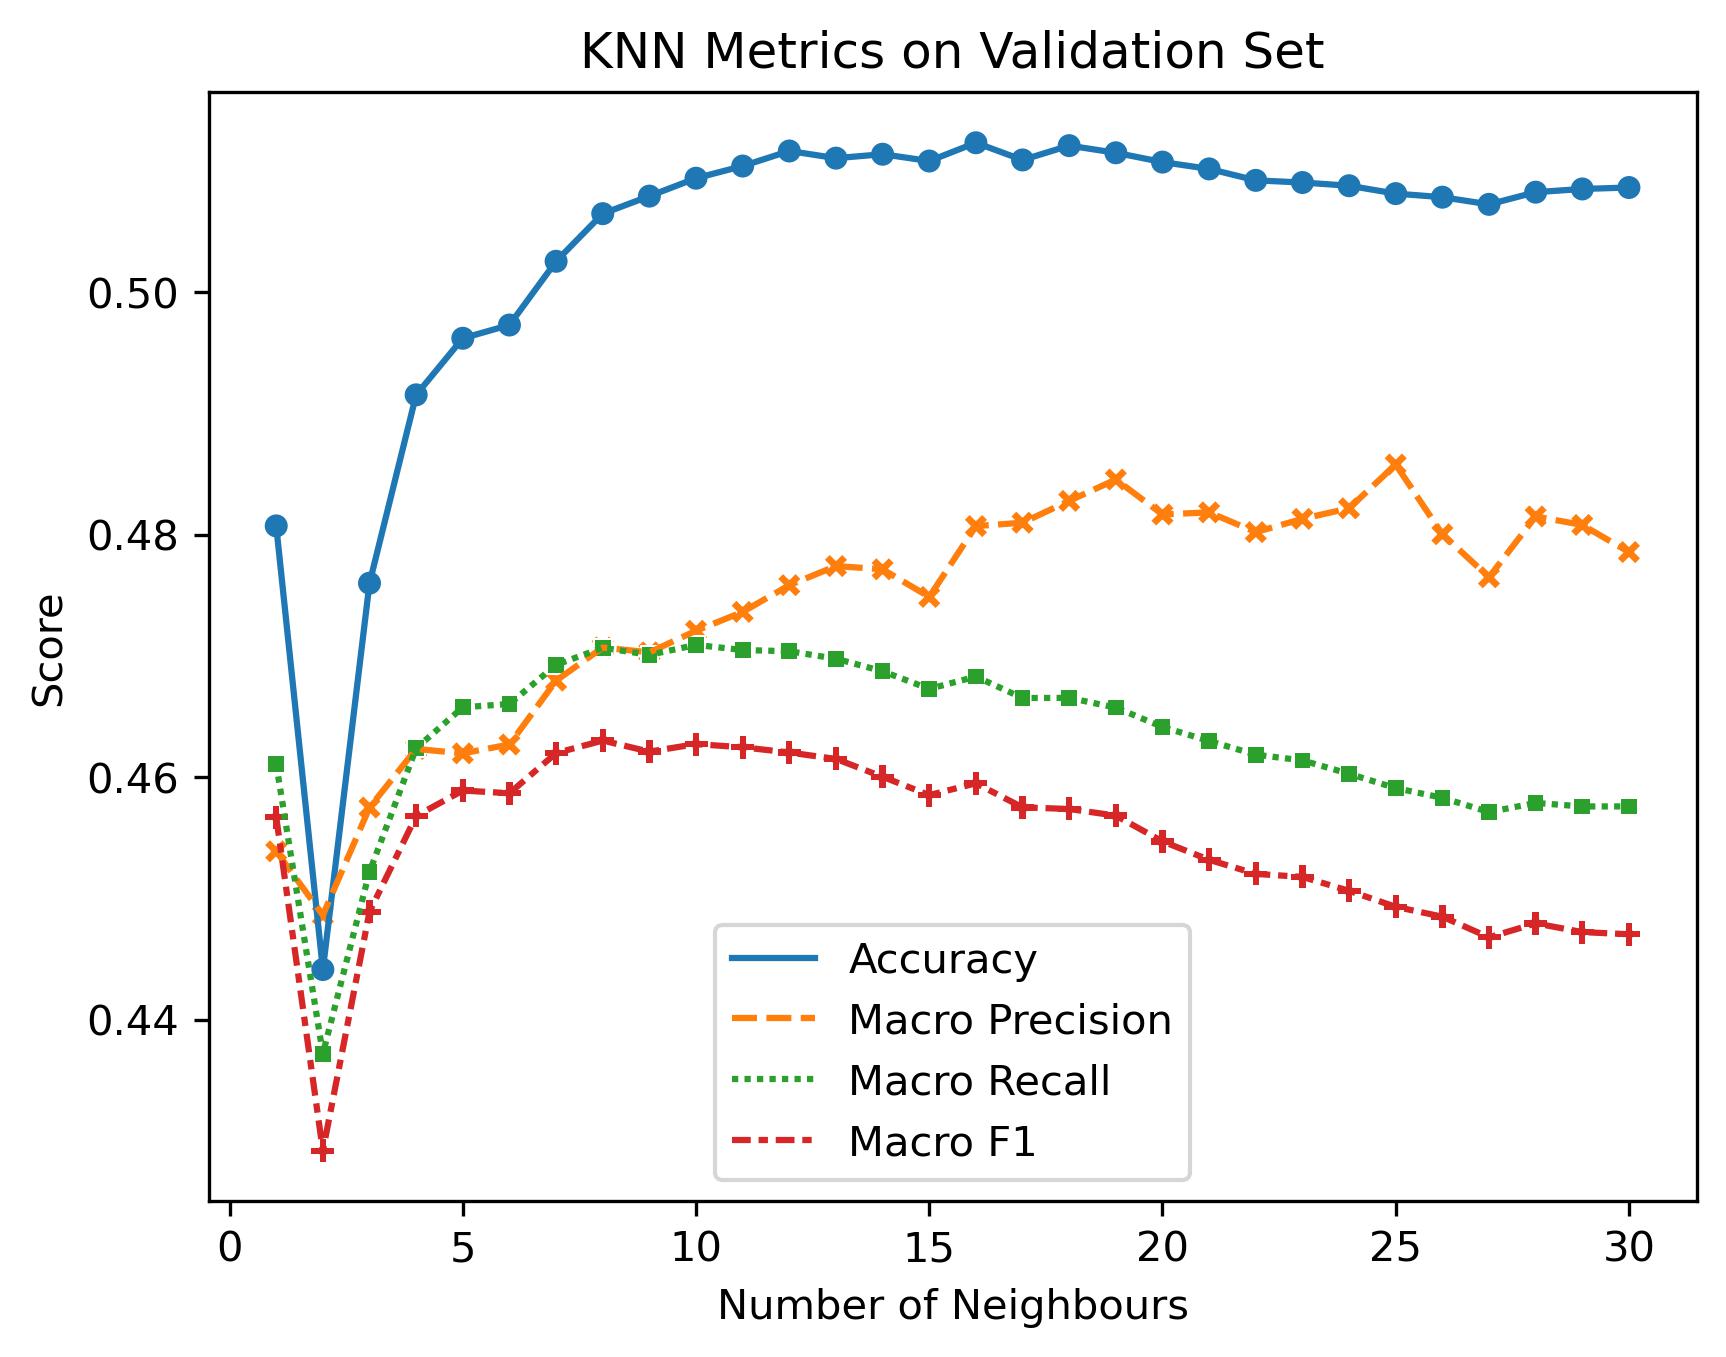 KNN Metrics on Validation Set
0.50
0.48
0.46
0.44
Score
Accuracy
Macro Precision
Macro Recall
Macro F1
0 5 10 15 20 25 30
Number of Neighbours